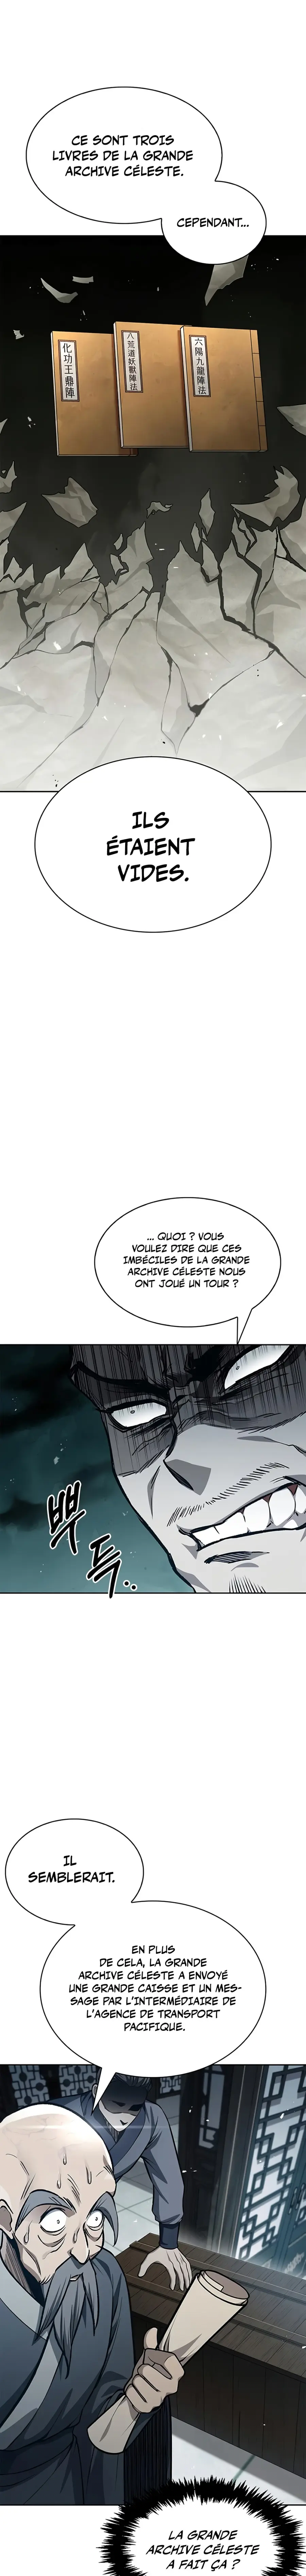 CE SONT TROIS
LIVRES DE LA GRANDE
ARCHIVE CÉLESTE.
CEPENDANT...
化功王鼎陣
八荒道妖獸陣法
六陽九龍陣法
ILS
ÉTAIENT
VIDES.
... QUOI ? VOUS
VOULEZ DIRE QUE CES
IMBÉCILES DE LA GRANDE
ARCHIVE CÉLESTE NOUS
ONT JOUÉ UN TOUR ?
뿌
득..
IL
SEMBLERAIT.
EN PLUS
DE CELA, LA GRANDE
ARCHIVE CÉLESTE A ENVOYÉ
UNE GRANDE CAISSE ET UN MES-
SAGE PAR L'INTERMÉDIAIRE DE
L'AGENCE DE TRANSPORT
PACIFIQUE.
LA GRANDE
ARCHIVE CÉLESTE
A FAIT ÇA ?